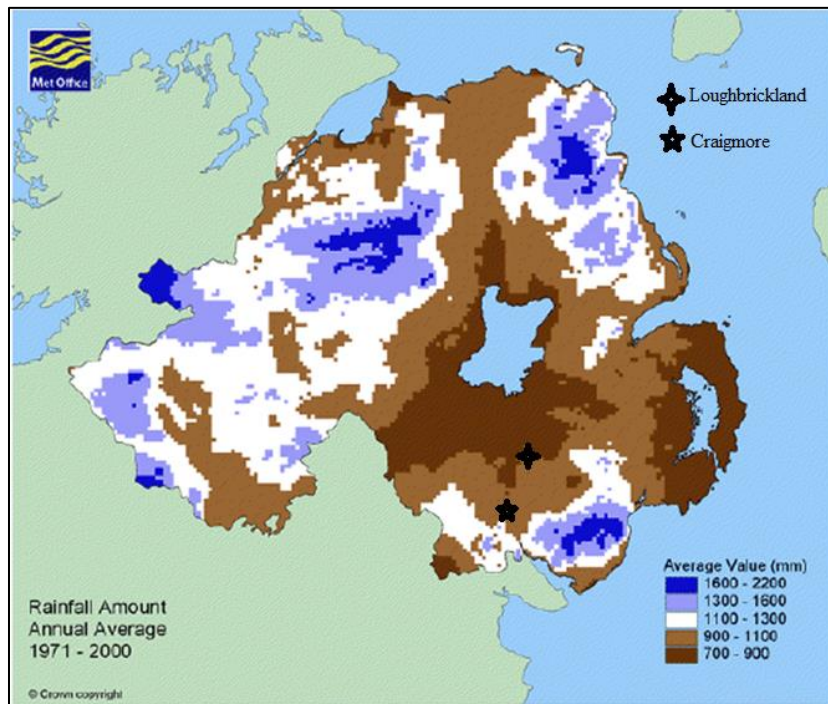 Met Office
Loughbrickland
Craigmore
Rainfall Amount
Annual Average
1971 - 2000
Average Value (mm)
1600 - 2200
1300 - 1600
1100 - 1300
900 - 1100
700 - 900
© Crown copyright